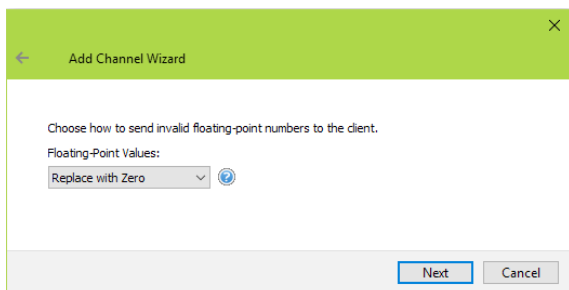 Add Channel Wizard
Choose how to send invalid floating-point numbers to the client.
Floating-Point Values:
Replace with Zero
Next Cancel